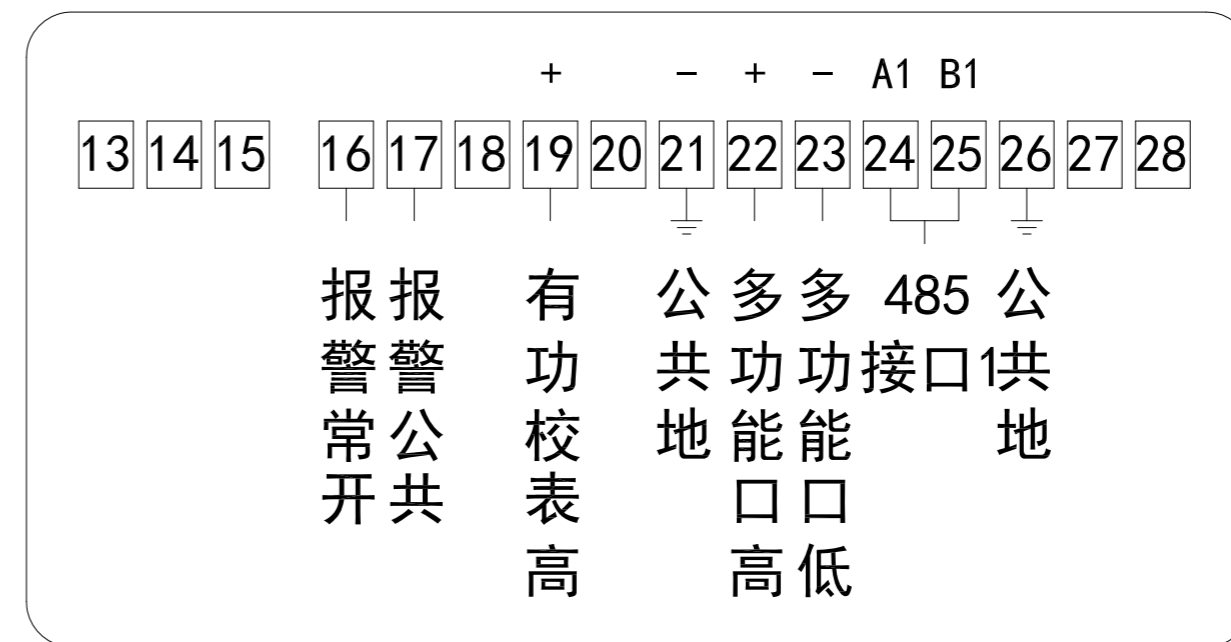 + - + - A1 B1
13 14 15 16 17 18 19 20 21 22 23 24 25 26 27 28
报警常开
报警公共
有功校表高
公共地
多功能口高
多功能口低
485
接口1
公共地